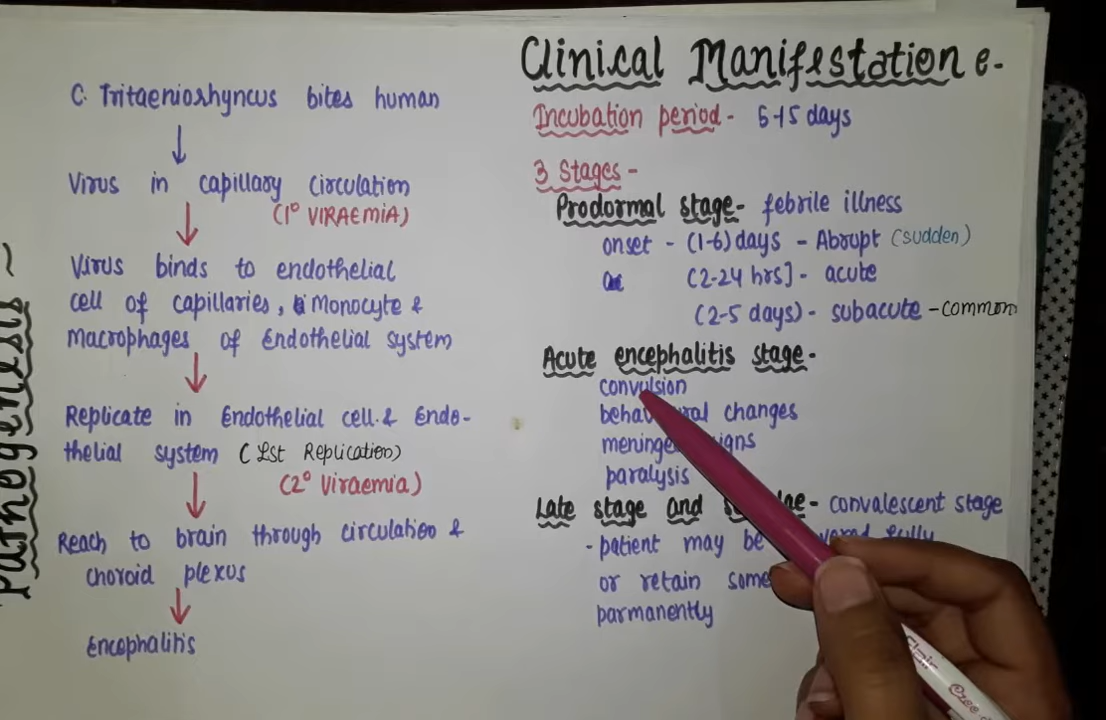 Pathogenesis ~
C. Tritaeniorhyncus bites human
Virus in capillary circulation
(1° VIRAEMIA)
Virus binds to endothelial
cell of capillaries, Monocyte &
Macrophages of Endothelial system
Replicate in Endothelial cell & Endo-
thelial system (1st Replication)
(2° Viraemia)
Reach to brain through circulation &
choroid plexus
Encephalitis
Clinical Manifestation e-
Incubation period - 5-15 days
3 Stages -
Prodormal stage - febrile illness
onset - (1-6) days - Abrupt (sudden)
(2-24 hrs] - acute
(2-5 days) - subacute - common
Acute encephalitis stage -
convulsion
changes
paralysis
Late stage and - convalescent stage
- patient may be fully
or retain
parmanently